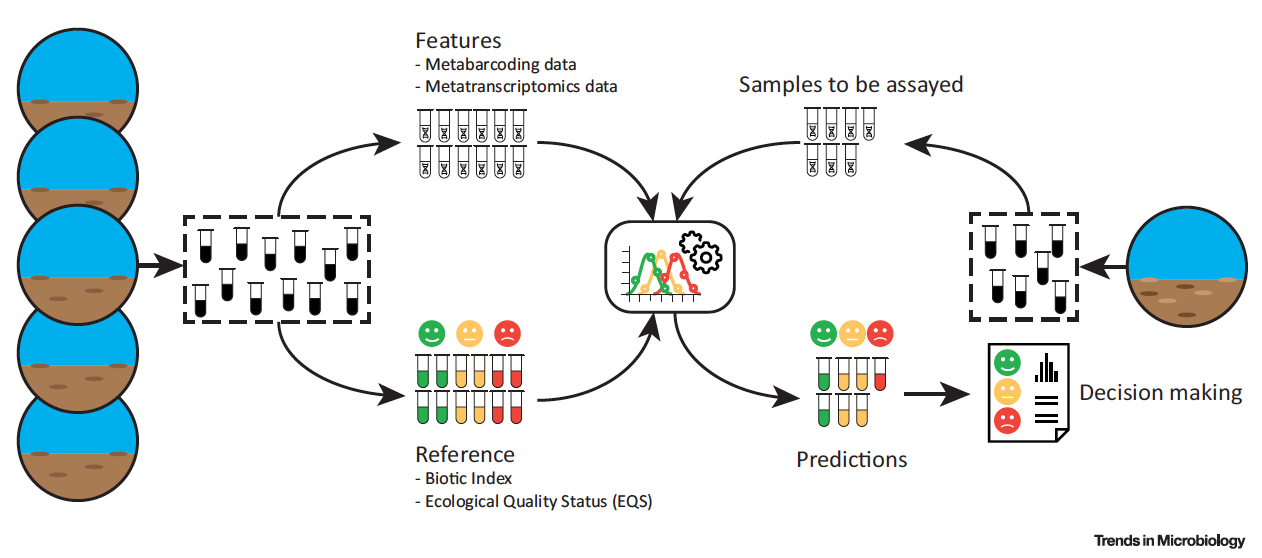 Features
- Metabarcoding data
- Metatranscriptomics data
Samples to be assayed
Reference
- Biotic Index
- Ecological Quality Status (EQS)
Predictions
Decision making
Trends in Microbiology